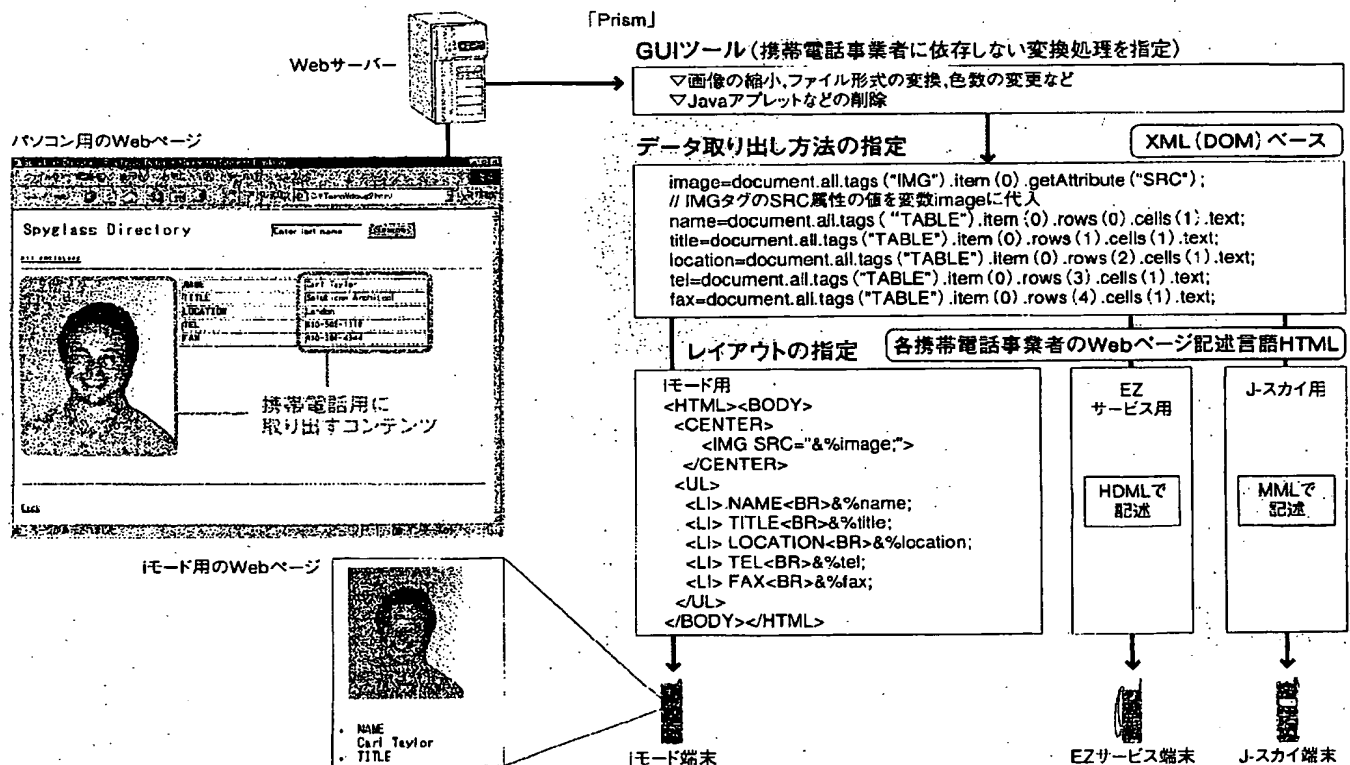 「Prism」
GUIツール(携帯電話事業者に依存しない変換処理を指定)
Webサーバー
▽画像の縮小,ファイル形式の変換,色数の変更など
▽Javaアプレットなどの削除
パソコン用のWebページ
データ取り出し方法の指定
XML(DOM)ベース
image=document.all.tags("IMG").item(0).getAttribute("SRC");
// IMGタグのSRC属性の値を変数imageに代入
name=document.all.tags("TABLE").item(0).rows(0).cells(1).text;
title=document.all.tags("TABLE").item(0).rows(1).cells(1).text;
location=document.all.tags("TABLE").item(0).rows(2).cells(1).text;
tel=document.all.tags("TABLE").item(0).rows(3).cells(1).text;
fax=document.all.tags("TABLE").item(0).rows(4).cells(1).text;
Spyglass Directory
Enter last name
NAME
Carl Taylor
TITLE
Solutions Architect
LOCATION
London
TEL
FAX
携帯電話用に
取り出すコンテンツ
レイアウトの指定
各携帯電話事業者のWebページ記述言語HTML
iモード用
<HTML><BODY>
<CENTER>
<IMG SRC="&%image;">
</CENTER>
<UL>
<LI> NAME<BR>&%name;
<LI> TITLE<BR>&%title;
<LI> LOCATION<BR>&%location;
<LI> TEL<BR>&%tel;
<LI> FAX<BR>&%fax;
</UL>
</BODY></HTML>
EZ
サービス用
HDMLで
記述
J-スカイ用
MMLで
記述
iモード用のWebページ
NAME
Carl Taylor
TITLE
iモード端末
EZサービス端末
J-スカイ端末